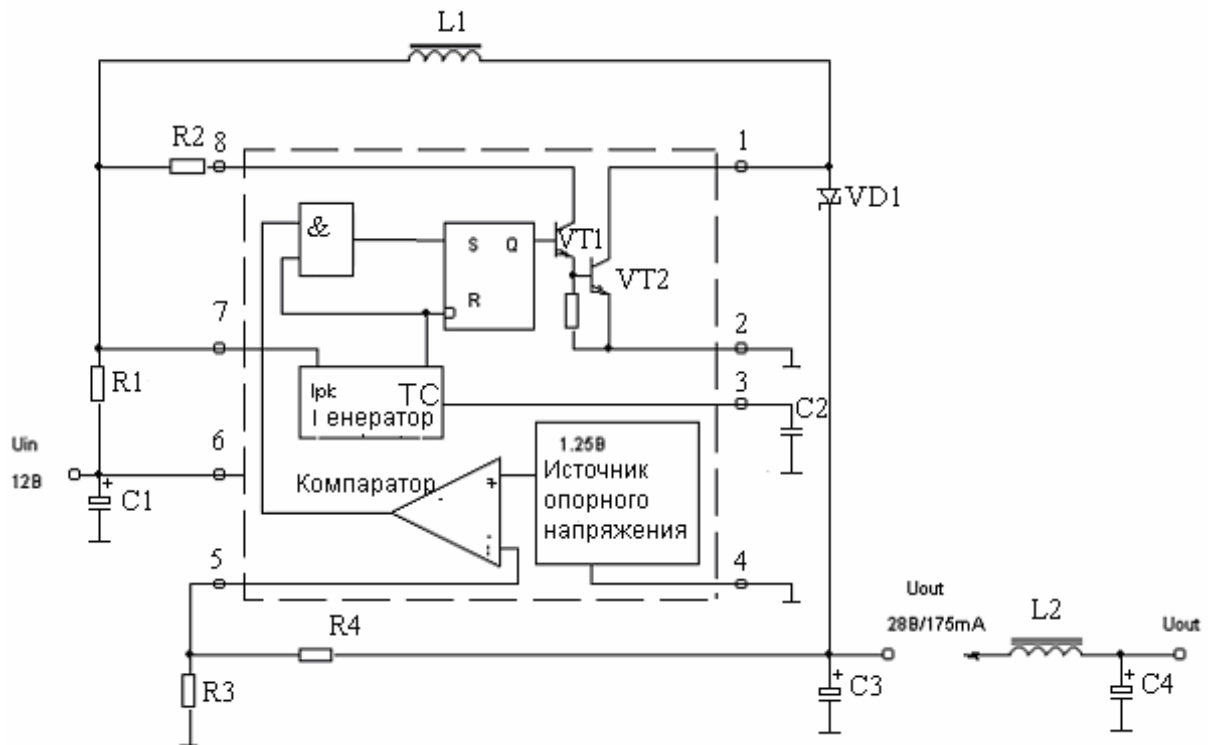 L1
R2
8
1
&
S Q
R
VT1
VT2
VD1
7
2
R1
Ipk TC
I енератор
3
C2
6
Uin
12В
C1
1.25В
Источник
опорного
напряжения
Компаратор
+
5
4
R4
R3
Uout
28В/175mA
L2
Uout
C3
C4